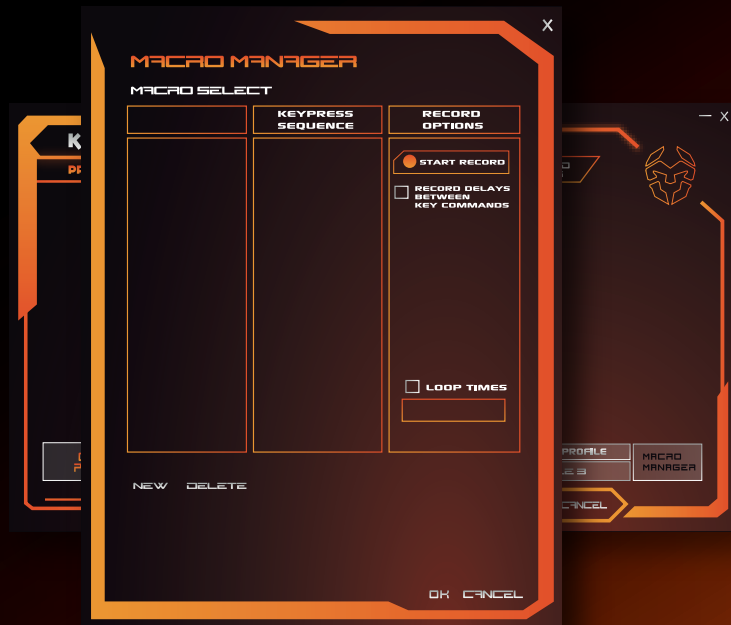 X
MACRO MANAGER
MACRO SELECT
KEYPRESS
SEQUENCE
RECORD
OPTIONS
START RECORD
RECORD DELAYS
BETWEEN
KEY COMMANDS
LOOP TIMES
NEW DELETE
OK CANCEL
X
PROFILE
MACRO
MANAGER
CANCEL